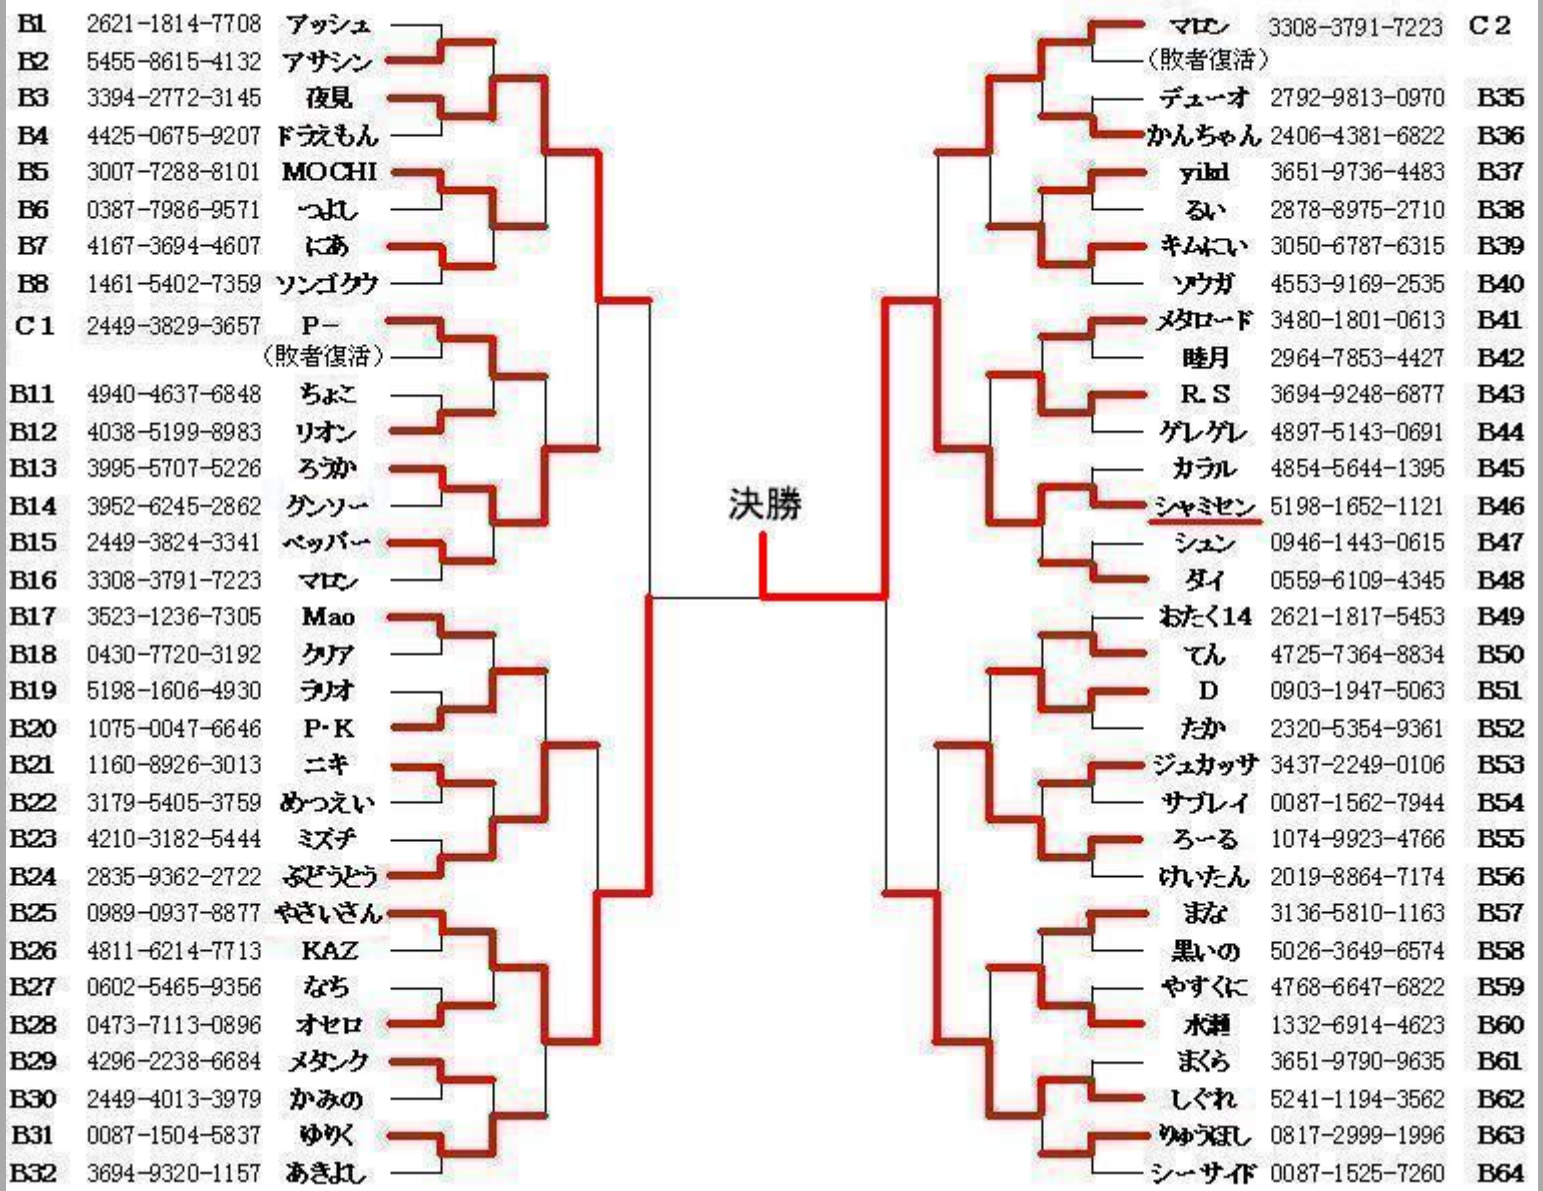 B1 2621-1814-7708 アッシュ
B2 5455-8615-4132 アサシン
B3 3394-2772-3145 夜見
B4 4425-0675-9207 ドラえもん
B5 3007-7288-8101 MOCHI
B6 0387-7986-9571 つよし
B7 4167-3694-4607 にあ
B8 1461-5402-7359 ソンゴクウ
C1 2449-3829-3657 P-
(敗者復活)
B11 4940-4637-6848 ちょこ
B12 4038-5199-8983 リオン
B13 3995-5707-5226 ろうか
B14 3952-6245-2862 グンソー
B15 2449-3824-3341 ペッパー
B16 3308-3791-7223 マロン
B17 3523-1236-7305 Mao
B18 0430-7720-3192 クリア
B19 5198-1606-4930 ラリオ
B20 1075-0047-6646 P・K
B21 1160-8926-3013 ニキ
B22 3179-5405-3759 めつえい
B23 4210-3182-5444 ミズチ
B24 2835-9362-2722 ぶどうとう
B25 0989-0937-8877 やさいさん
B26 4811-6214-7713 KAZ
B27 0602-5465-9356 なち
B28 0473-7113-0896 オセロ
B29 4296-2238-6684 メタンク
B30 2449-4013-3979 かみの
B31 0087-1504-5837 ゆりく
B32 3694-9320-1157 あきよし
決勝
マロン 3308-3791-7223 C2
(敗者復活)
デューオ 2792-9813-0970 B35
かんちゃん 2406-4381-6822 B36
3651-9736-4483 B37
るい 2878-8975-2710 B38
キムにい 3050-6787-6315 B39
ソウガ 4553-9169-2535 B40
メタロード 3480-1801-0613 B41
睦月 2964-7853-4427 B42
R.S 3694-9248-6877 B43
ゲレゲレ 4897-5143-0691 B44
カラル 4854-5644-1395 B45
シャミセン 5198-1652-1121 B46
シュン 0946-1443-0615 B47
ダイ 0559-6109-4345 B48
おたく14 2621-1817-5453 B49
てん 4725-7364-8834 B50
D 0903-1947-5063 B51
たか 2320-5354-9361 B52
ジュカッサ 3437-2249-0106 B53
サブレイ 0087-1562-7944 B54
ろーる 1074-9923-4766 B55
けいたん 2019-8864-7174 B56
まな 3136-5810-1163 B57
黒いの 5026-3649-6574 B58
やすくに 4768-6647-6822 B59
水瀬 1332-6914-4623 B60
まくら 3651-9790-9635 B61
しぐれ 5241-1194-3562 B62
りゅうぼし 0817-2999-1996 B63
シーサイド 0087-1525-7260 B64